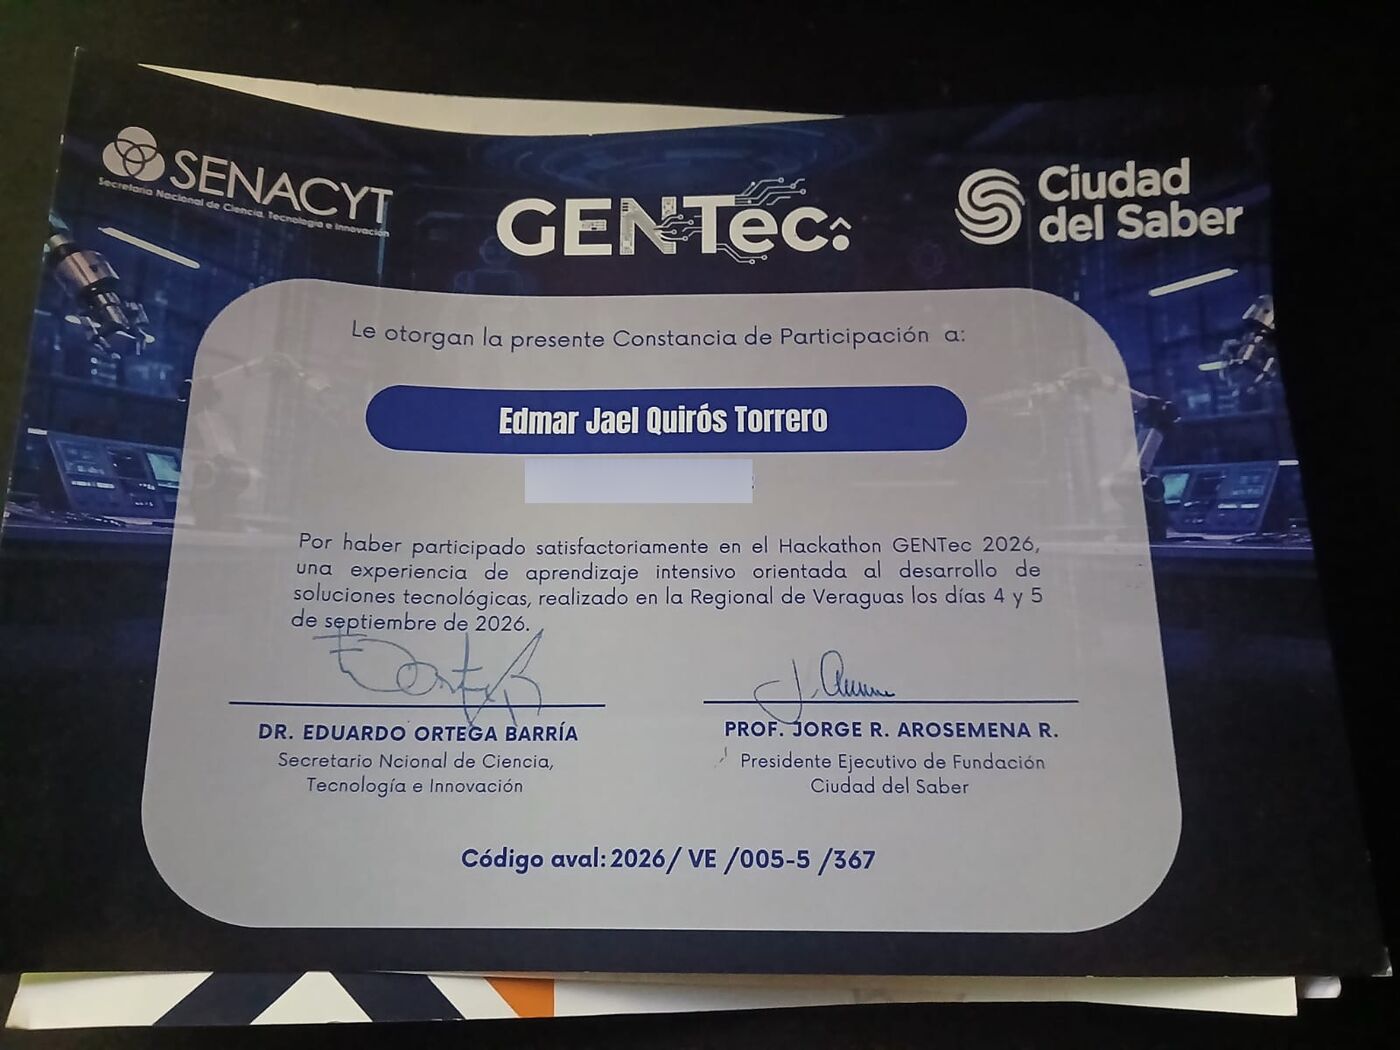 SENACYT
Secretaría Nacional de Ciencia, Tecnología e Innovación
GENTec
Ciudad
del Saber
Le otorgan la presente Constancia de Participación a:
Edmar Jael Quirós Torrero
Por haber participado satisfactoriamente en el Hackathon GENTec 2026,
una experiencia de aprendizaje intensivo orientada al desarrollo de
soluciones tecnológicas, realizado en la Regional de Veraguas los días 4 y 5
de septiembre de 2026.
DR. EDUARDO ORTEGA BARRÍA
Secretario Ncional de Ciencia,
Tecnología e Innovación
PROF. JORGE R. AROSEMENA R.
Presidente Ejecutivo de Fundación
Ciudad del Saber
Código aval: 2026/ VE /005-5 /367